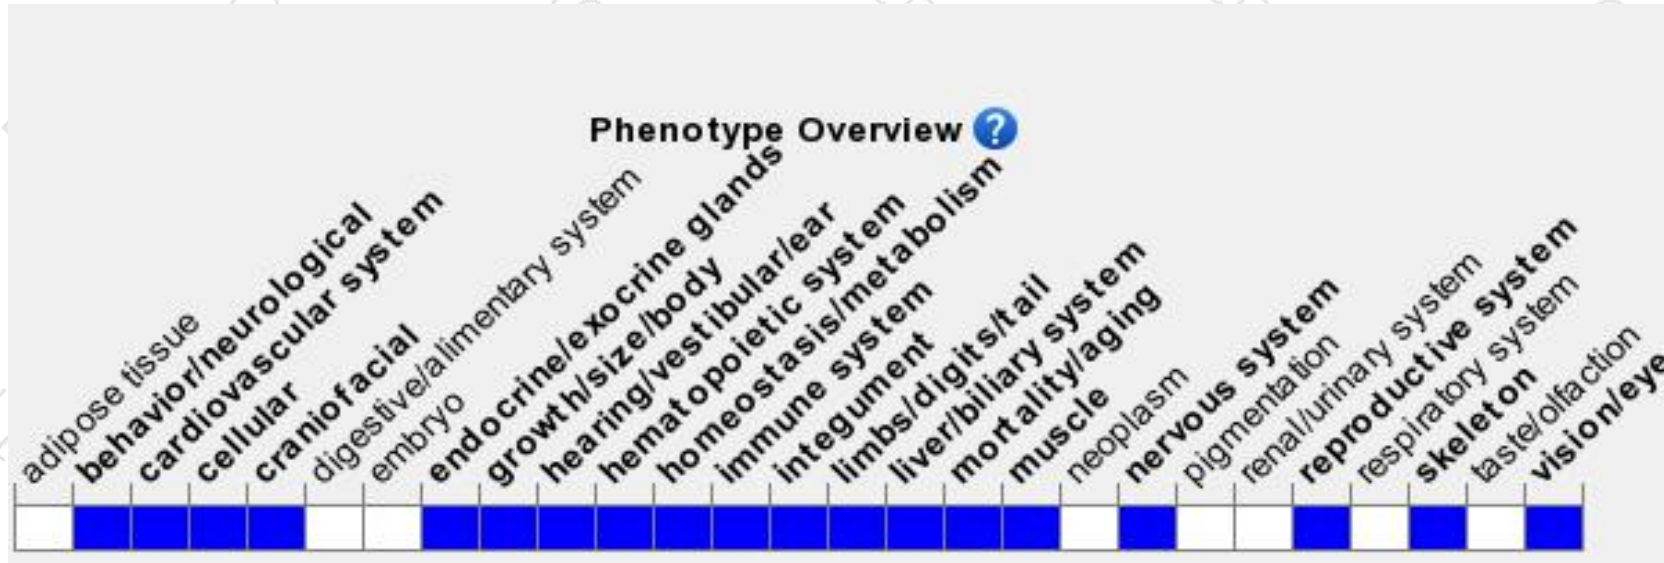 Phenotype Overview ?
adipose tissue
behavior/neurological
cardiovascular system
cellular
craniofacial
digestive/alimentary system
embryo
endocrine/exocrine glands
growth/size/body
hearing/vestibular/ear
hematopoietic system
homeostasis/metabolism
immune system
integument
limbs/digits/tail
liver/biliary system
mortality/aging
muscle
neoplasm
nervous system
pigmentation
renal/urinary system
reproductive system
respiratory system
skeleton
taste/olfaction
vision/eye